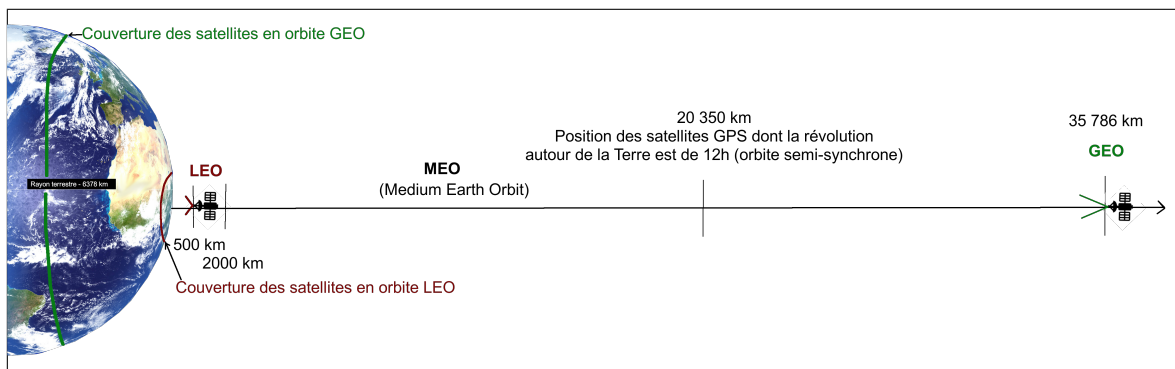 Couverture des satellites en orbite GEO
20 350 km
Position des satellites GPS dont la révolution
autour de la Terre est de 12h (orbite semi-synchrone)
35 786 km
GEO
LEO
MEO
(Medium Earth Orbit)
Rayon terrestre - 6378 km
500 km
2000 km
Couverture des satellites en orbite LEO